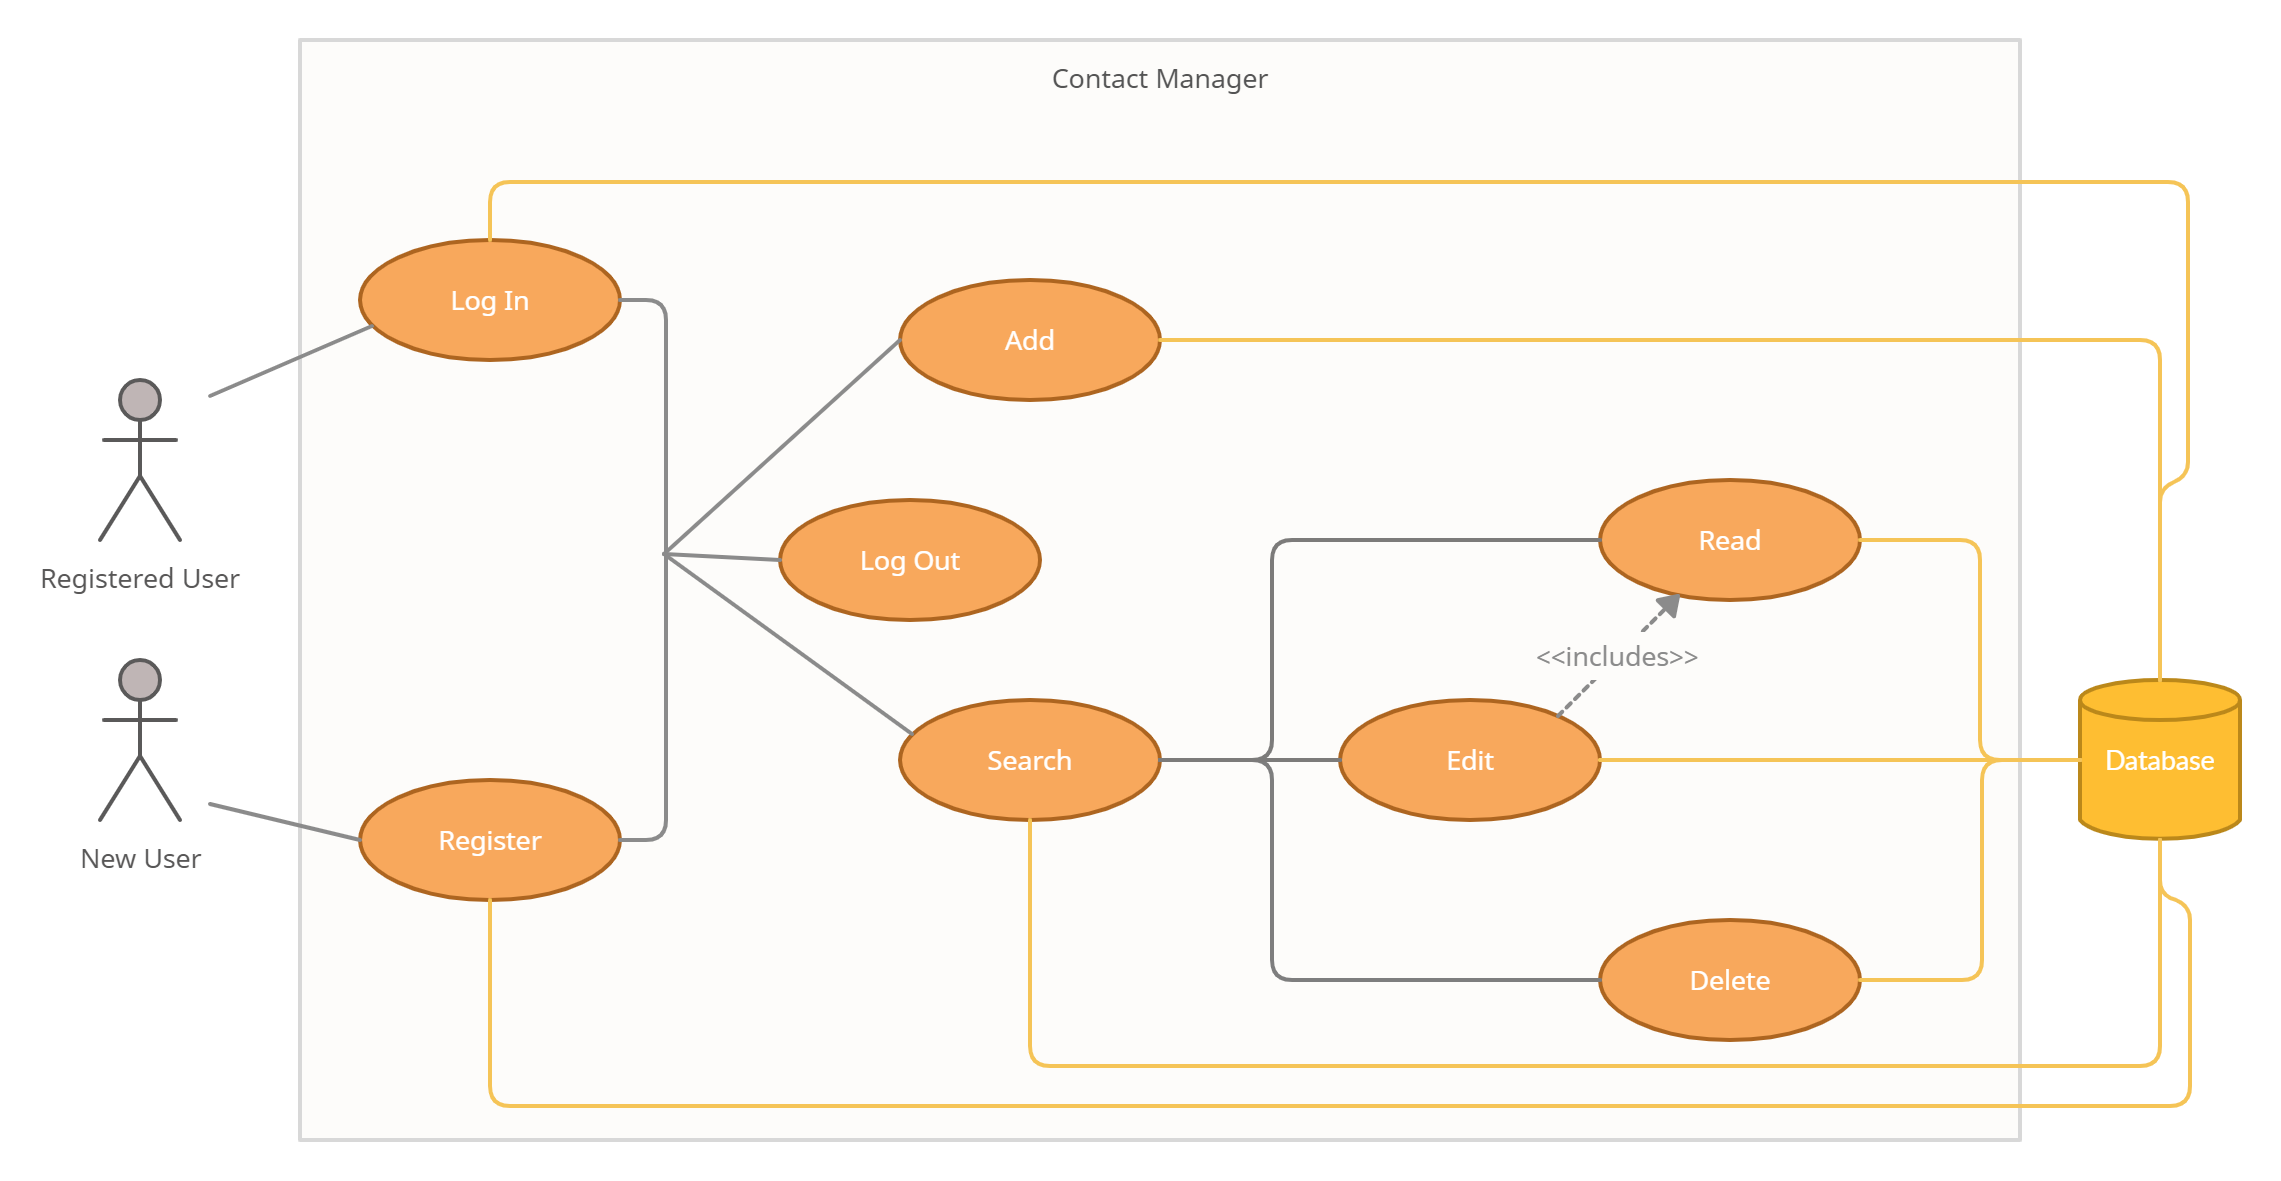 Contact Manager
Log In
Add
Registered User
Log Out
Read
<<includes>>
Search
Edit
Database
New User
Register
Delete